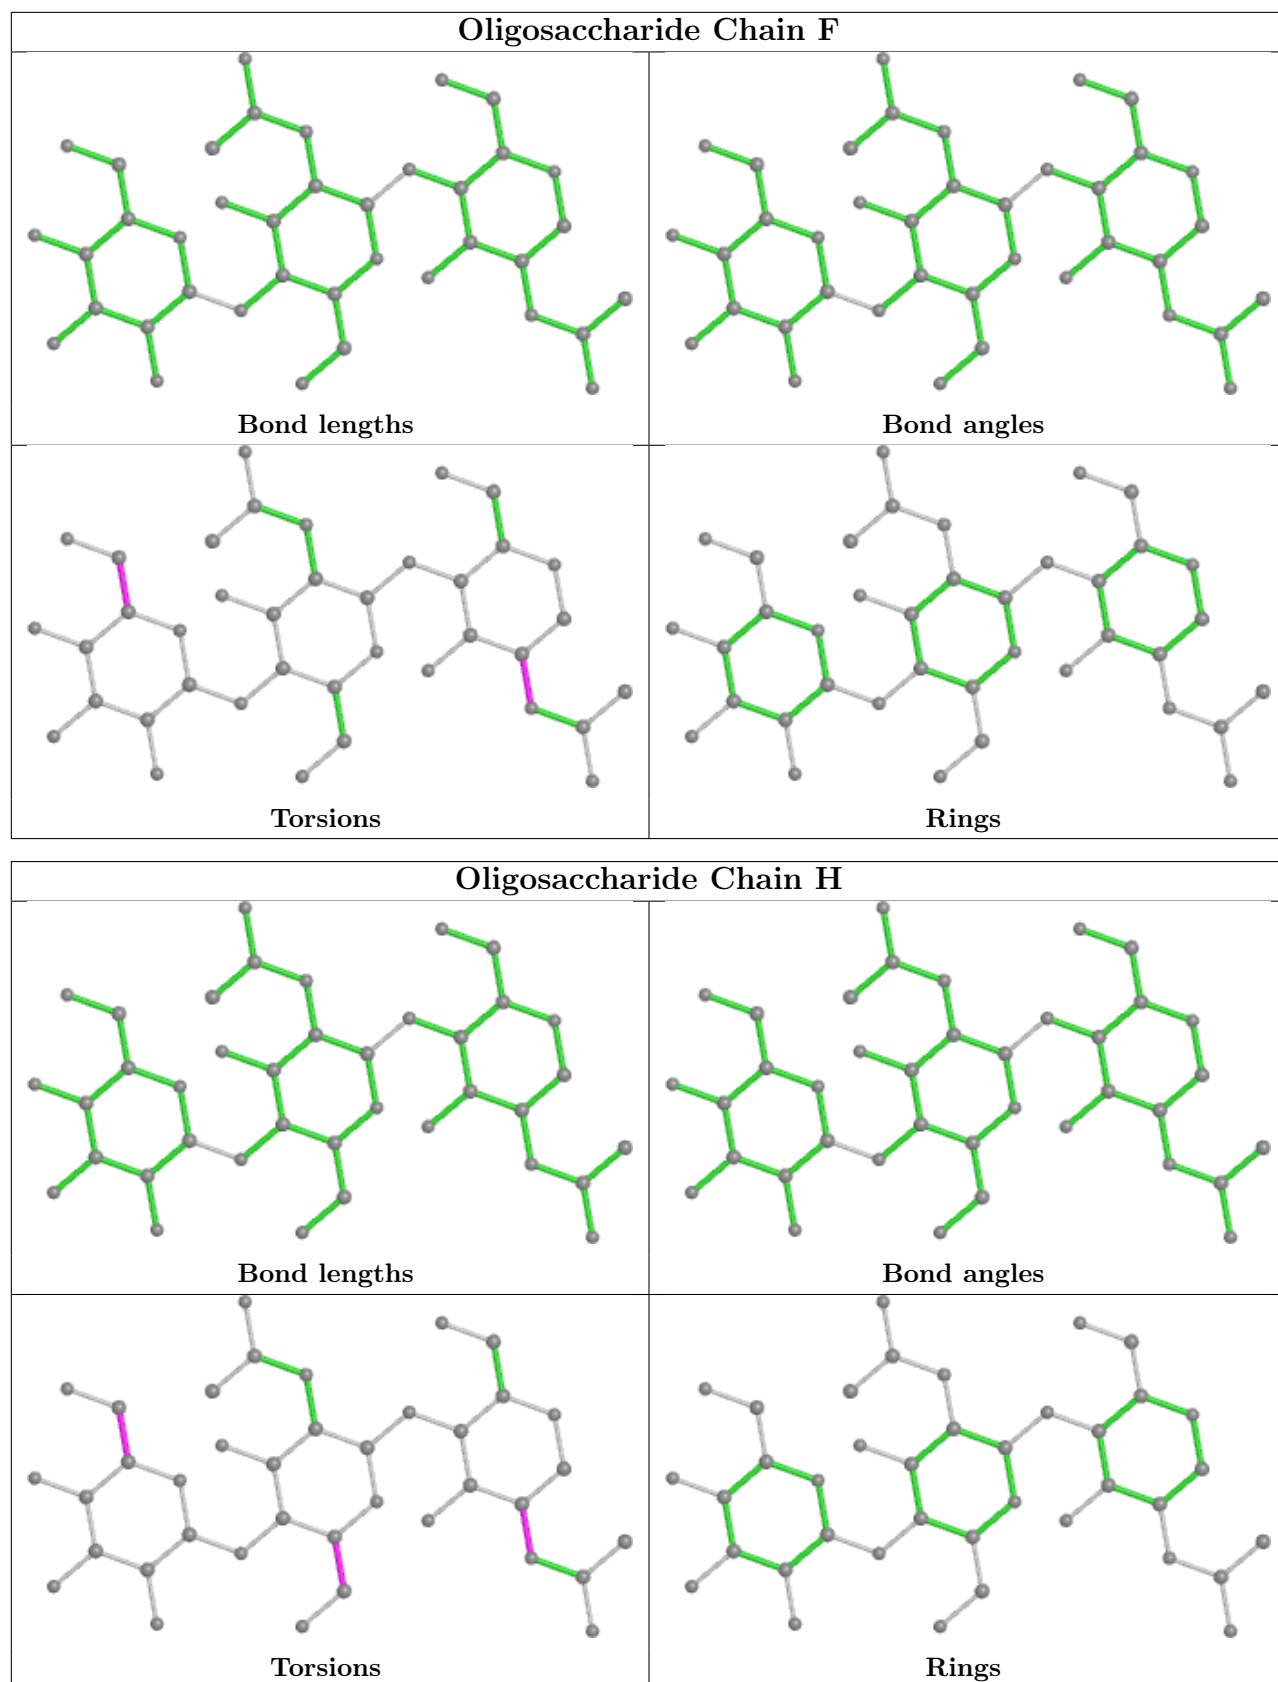 Oligosaccharide Chain F
Bond lengths
Bond angles
Torsions
Rings
Oligosaccharide Chain H
Bond lengths
Bond angles
Torsions
Rings